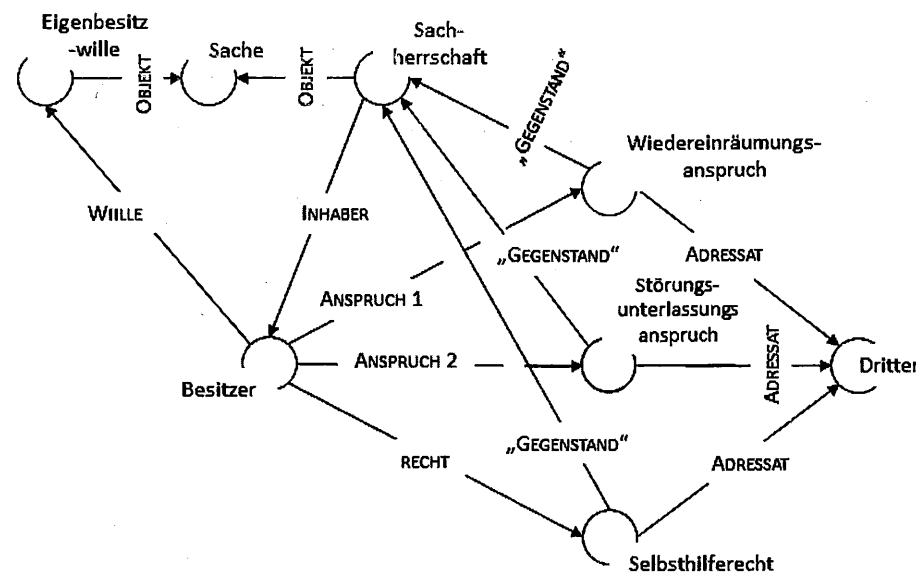 Eigenbesitz
-wille
Sache
Sach-
herrschaft
OBJEKT
OBJEKT
„GEGENSTAND“
Wiedereinräumungs-
anspruch
WIILLE
INHABER
„GEGENSTAND“
ADRESSAT
ANSPRUCH 1
Störungs-
unterlassungs
anspruch
ANSPRUCH 2
ADRESSAT
Dritter
Besitzer
„GEGENSTAND“
RECHT
ADRESSAT
Selbsthilferecht